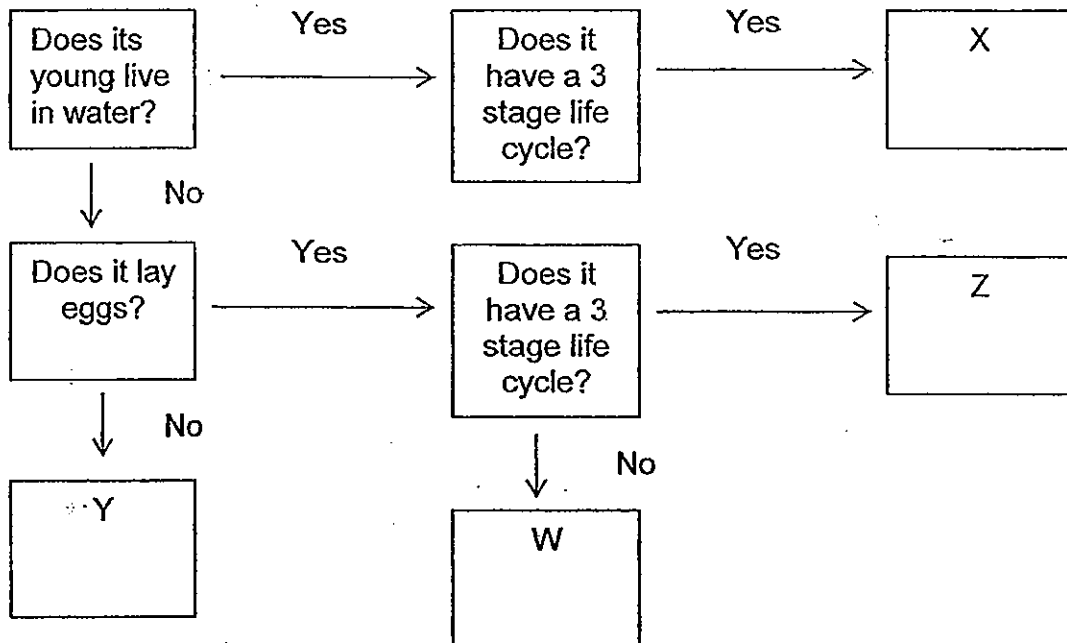 Does its
young live
in water?
Yes
Does it
have a 3
stage life
cycle?
Yes
X
No
Does it lay
eggs?
Yes
Does it
have a 3
stage life
cycle?
Yes
Z
No
Y
No
W